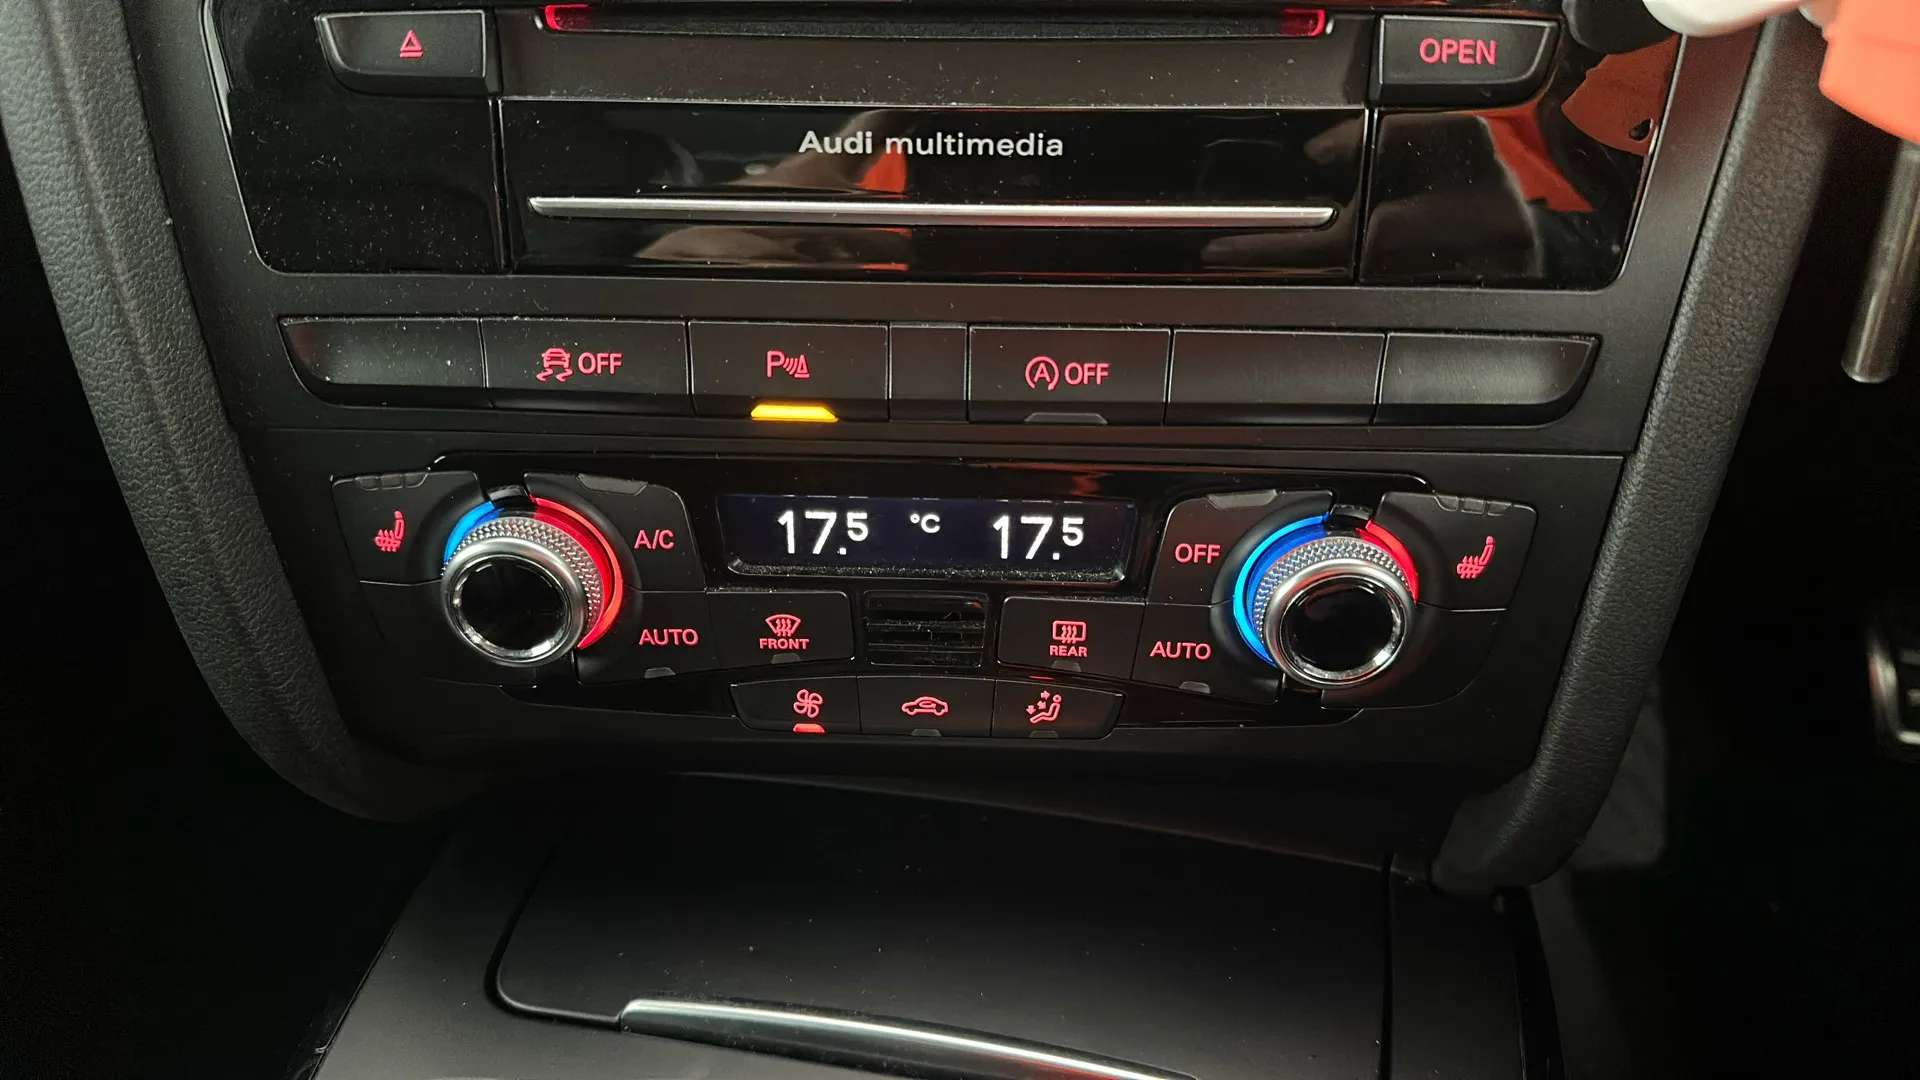 OPEN
Audi multimedia
OFF
P
A OFF
A/C
17.5 °C 17.5
OFF
AUTO
FRONT
REAR
AUTO